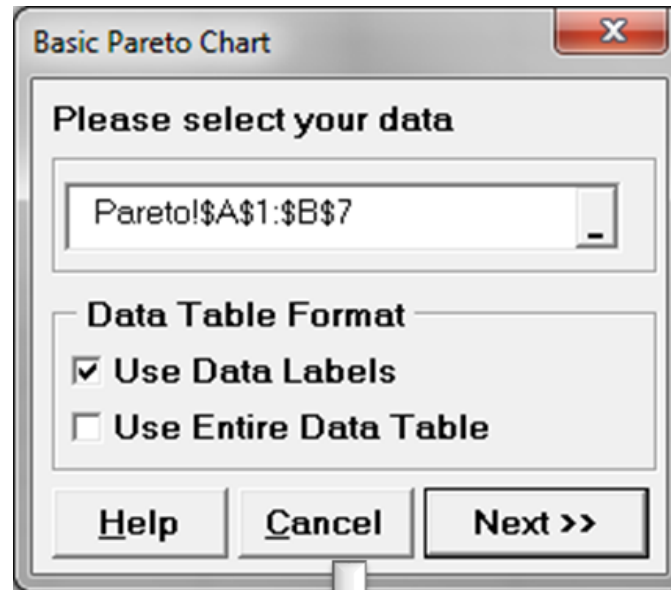 Basic Pareto Chart
Please select your data
Pareto!$A$1:$B$7
Data Table Format
Use Data Labels
Use Entire Data Table
Help Cancel Next >>